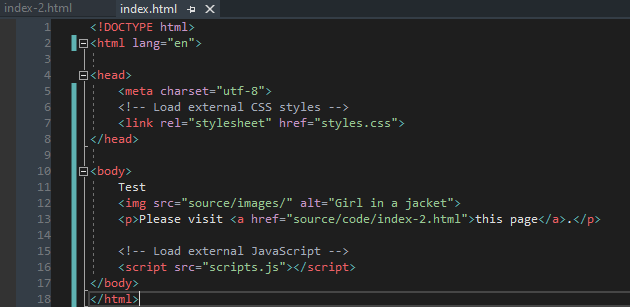 index-2.html index.html
1 <!DOCTYPE html>
2 <html lang="en">
3
4 <head>
5 <meta charset="utf-8">
6 <!-- Load external CSS styles -->
7 <link rel="stylesheet" href="styles.css">
8 </head>
9
10 <body>
11 Test
12 <img src="source/images/" alt="Girl in a jacket">
13 <p>Please visit <a href="source/code/index-2.html">this page</a>.</p>
14
15 <!-- Load external JavaScript -->
16 <script src="scripts.js"></script>
17 </body>
18 </html>